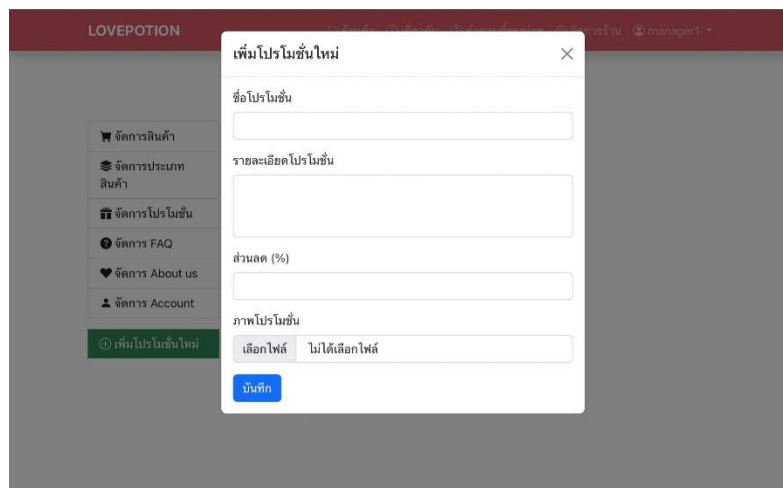 LOVEPOTION
manager1
เพิ่มโปรโมชั่นใหม่
ชื่อโปรโมชั่น
รายละเอียดโปรโมชั่น
ส่วนลด (%)
ภาพโปรโมชั่น
เลือกไฟล์ ไม่ได้เลือกไฟล์
บันทึก
จัดการสินค้า
จัดการประเภท
สินค้า
จัดการโปรโมชั่น
จัดการ FAQ
จัดการ About us
จัดการ Account
เพิ่มโปรโมชั่นใหม่